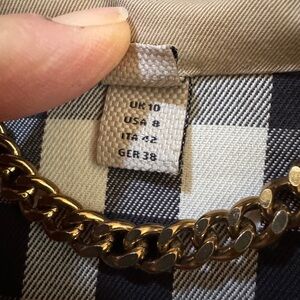 UK 10
USA 8
ITA 42
GER 38